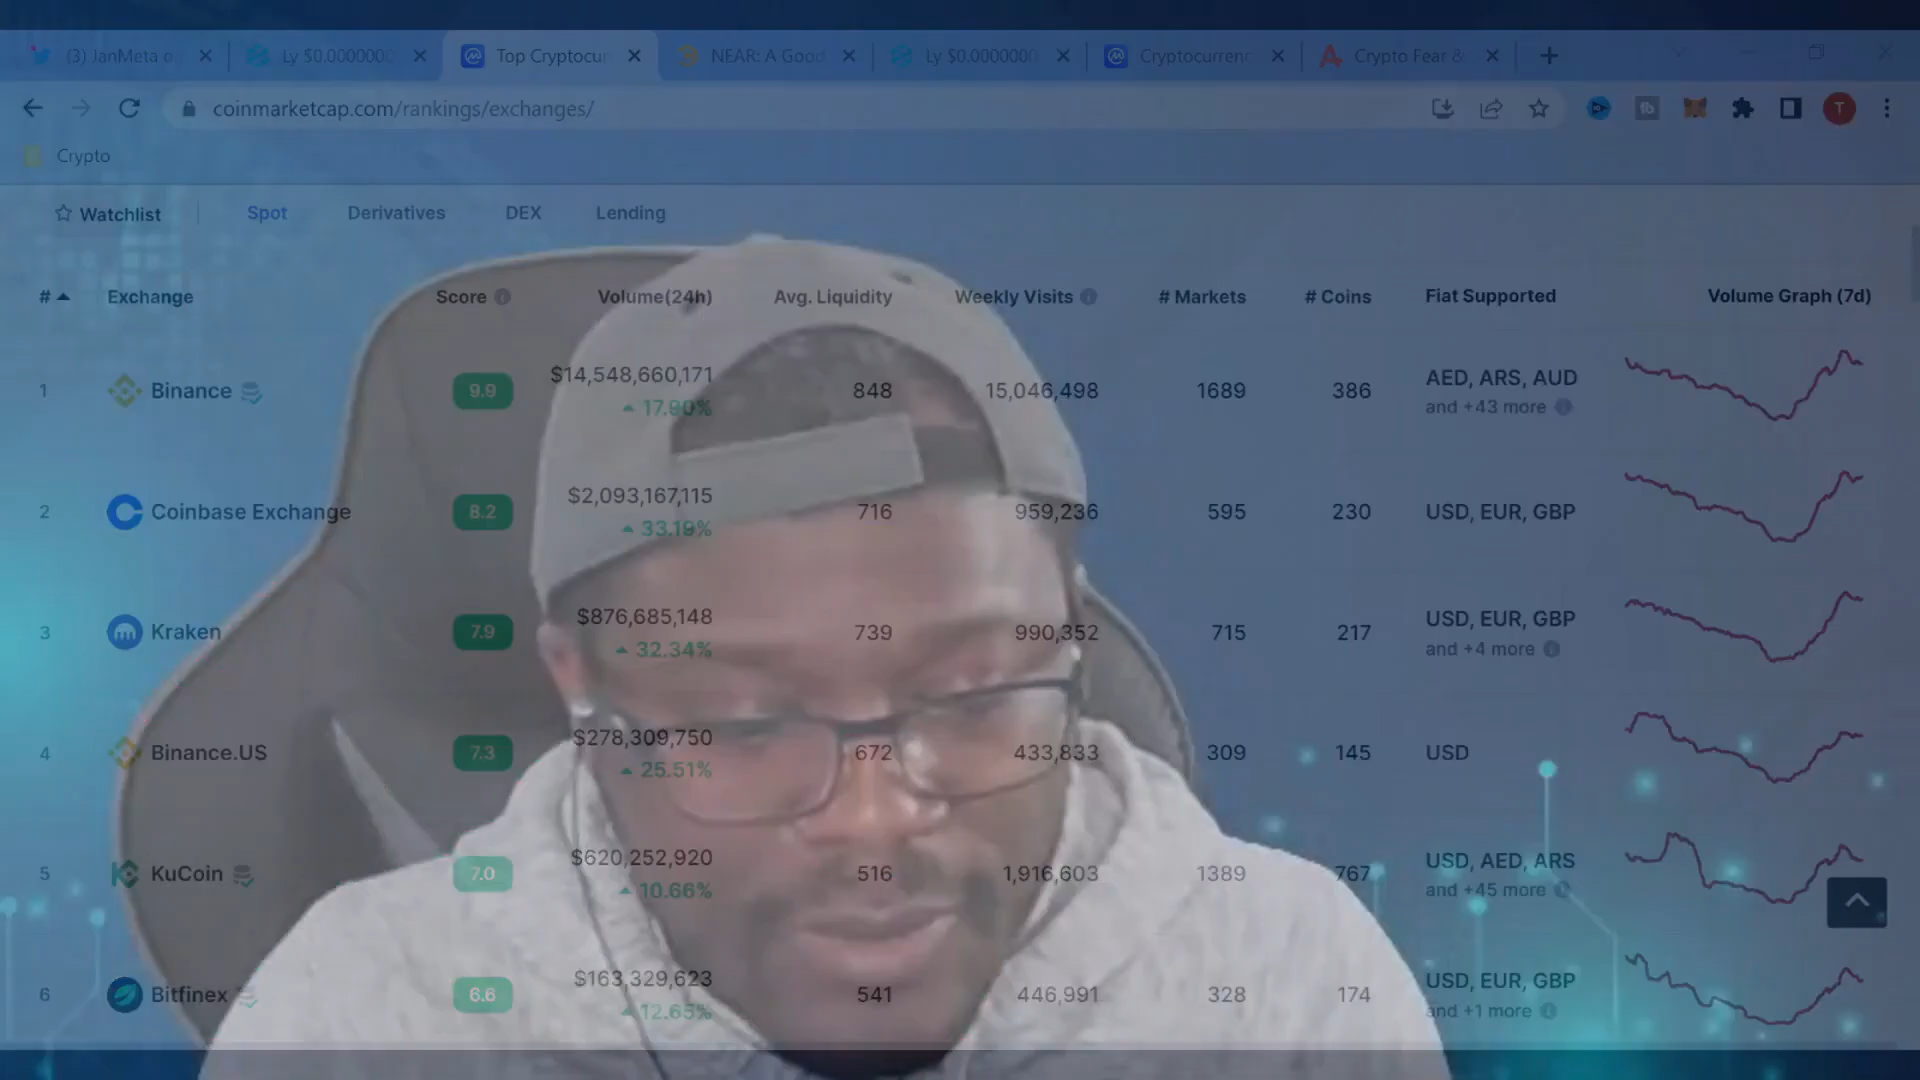 (3) JanMeta o
Ly $0.0000000
Top Cryptocur
NEAR: A Good
Ly $0.0000000
Cryptocurrenc
Crypto Fear &
coinmarketcap.com/rankings/exchanges/
T
Crypto
Watchlist
Spot
Derivatives
DEX
Lending
# Exchange Score Volume(24h) Avg. Liquidity Weekly Visits # Markets # Coins Fiat Supported Volume Graph (7d)
1 Binance 9.9 $14,548,660,171 848 15,046,498 1689 386 AED, ARS, AUD
17.90% and +43 more
2 Coinbase Exchange 8.2 $2,093,167,115 716 959,236 595 230 USD, EUR, GBP
33.19%
3 Kraken 7.9 $876,685,148 739 990,352 715 217 USD, EUR, GBP
32.34% and +4 more
4 Binance.US 7.3 $278,309,750 672 433,833 309 145 USD
25.51%
5 KuCoin 7.0 $620,252,920 516 1,916,603 1389 767 USD, AED, ARS
10.66% and +45 more
6 Bitfinex 6.6 $163,329,623 541 446,991 328 174 USD, EUR, GBP
12.65% and +1 more